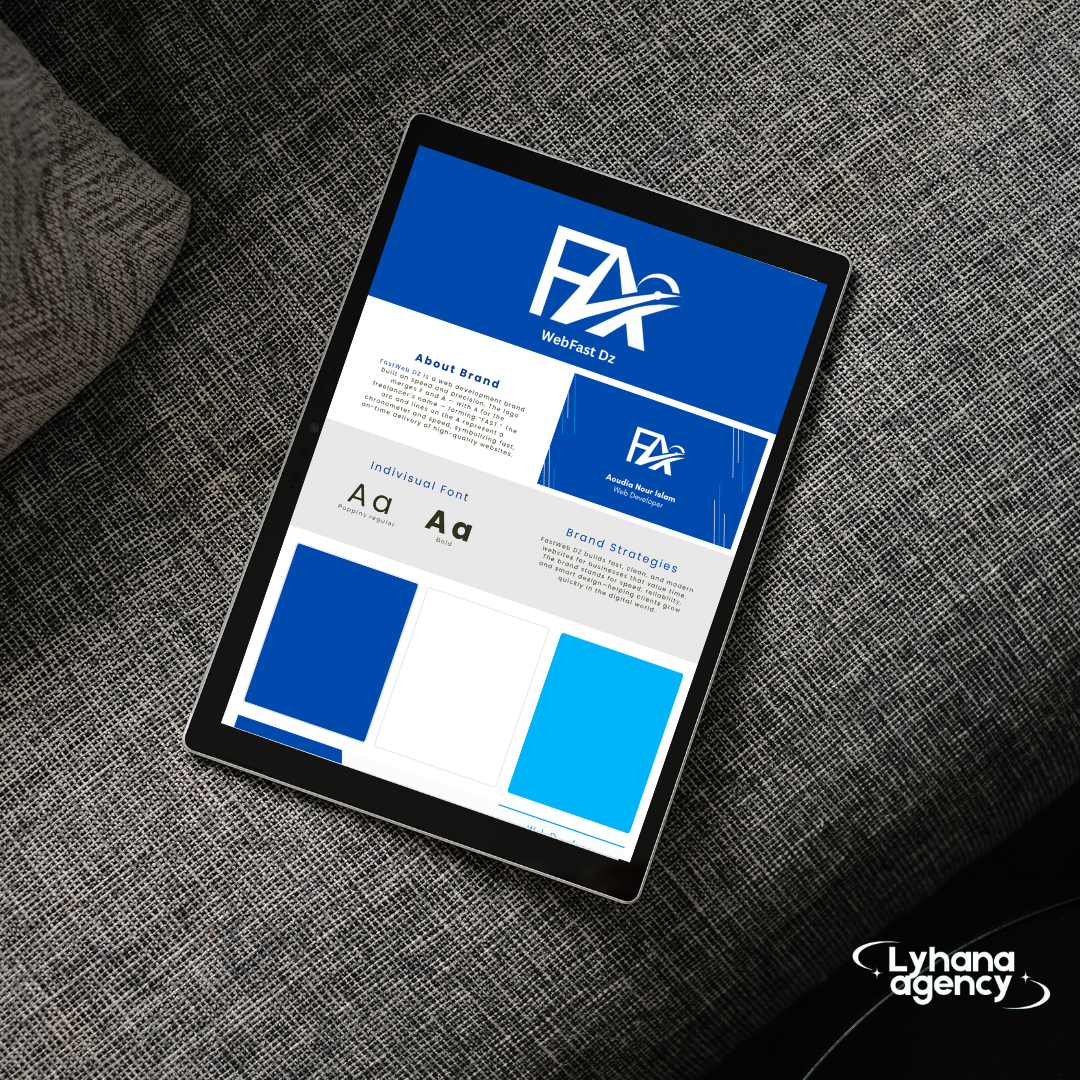 FA
WebFast Dz
About Brand
FastWeb DZ is a web development brand
built on speed and precision. The logo
merges F and A — with A for the
freelancer's name — forming "FAST." The
arc and lines on the A represent a
chronometer and speed, symbolizing fast,
on-time delivery of high-quality websites.
FA
Aoudia Nour Islam
Web Developer
Indivisual Font
Aa
Poppins regular
Aa
Bold
Brand Strategies
FastWeb DZ builds fast, clean, and modern
websites for businesses that value time.
The brand stands for speed, reliability,
and smart design—helping clients grow
quickly in the digital world.
Lyhana
agency